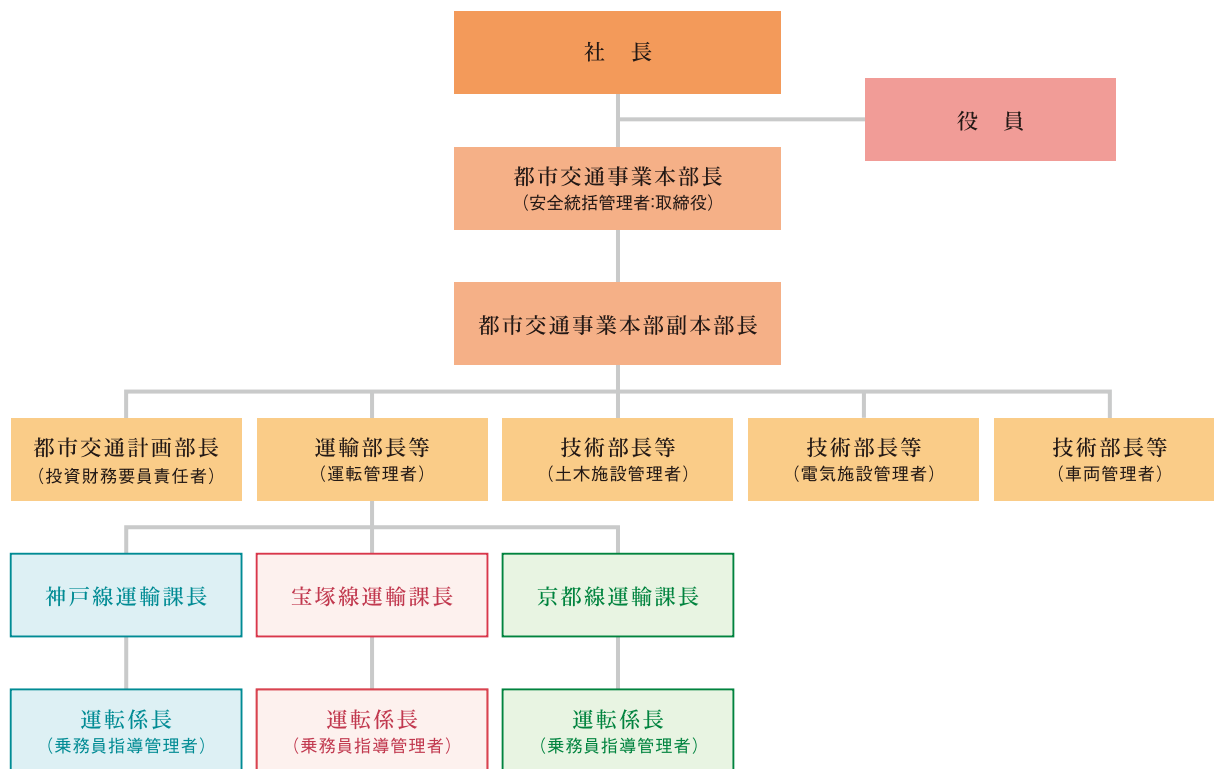 社　長
役　員
都市交通事業本部長
（安全統括管理者:取締役）
都市交通事業本部副本部長
都市交通計画部長
（投資財務要員責任者）
運輸部長等
（運転管理者）
技術部長等
（土木施設管理者）
技術部長等
（電気施設管理者）
技術部長等
（車両管理者）
神戸線運輸課長
宝塚線運輸課長
京都線運輸課長
運転係長
（乗務員指導管理者）
運転係長
（乗務員指導管理者）
運転係長
（乗務員指導管理者）